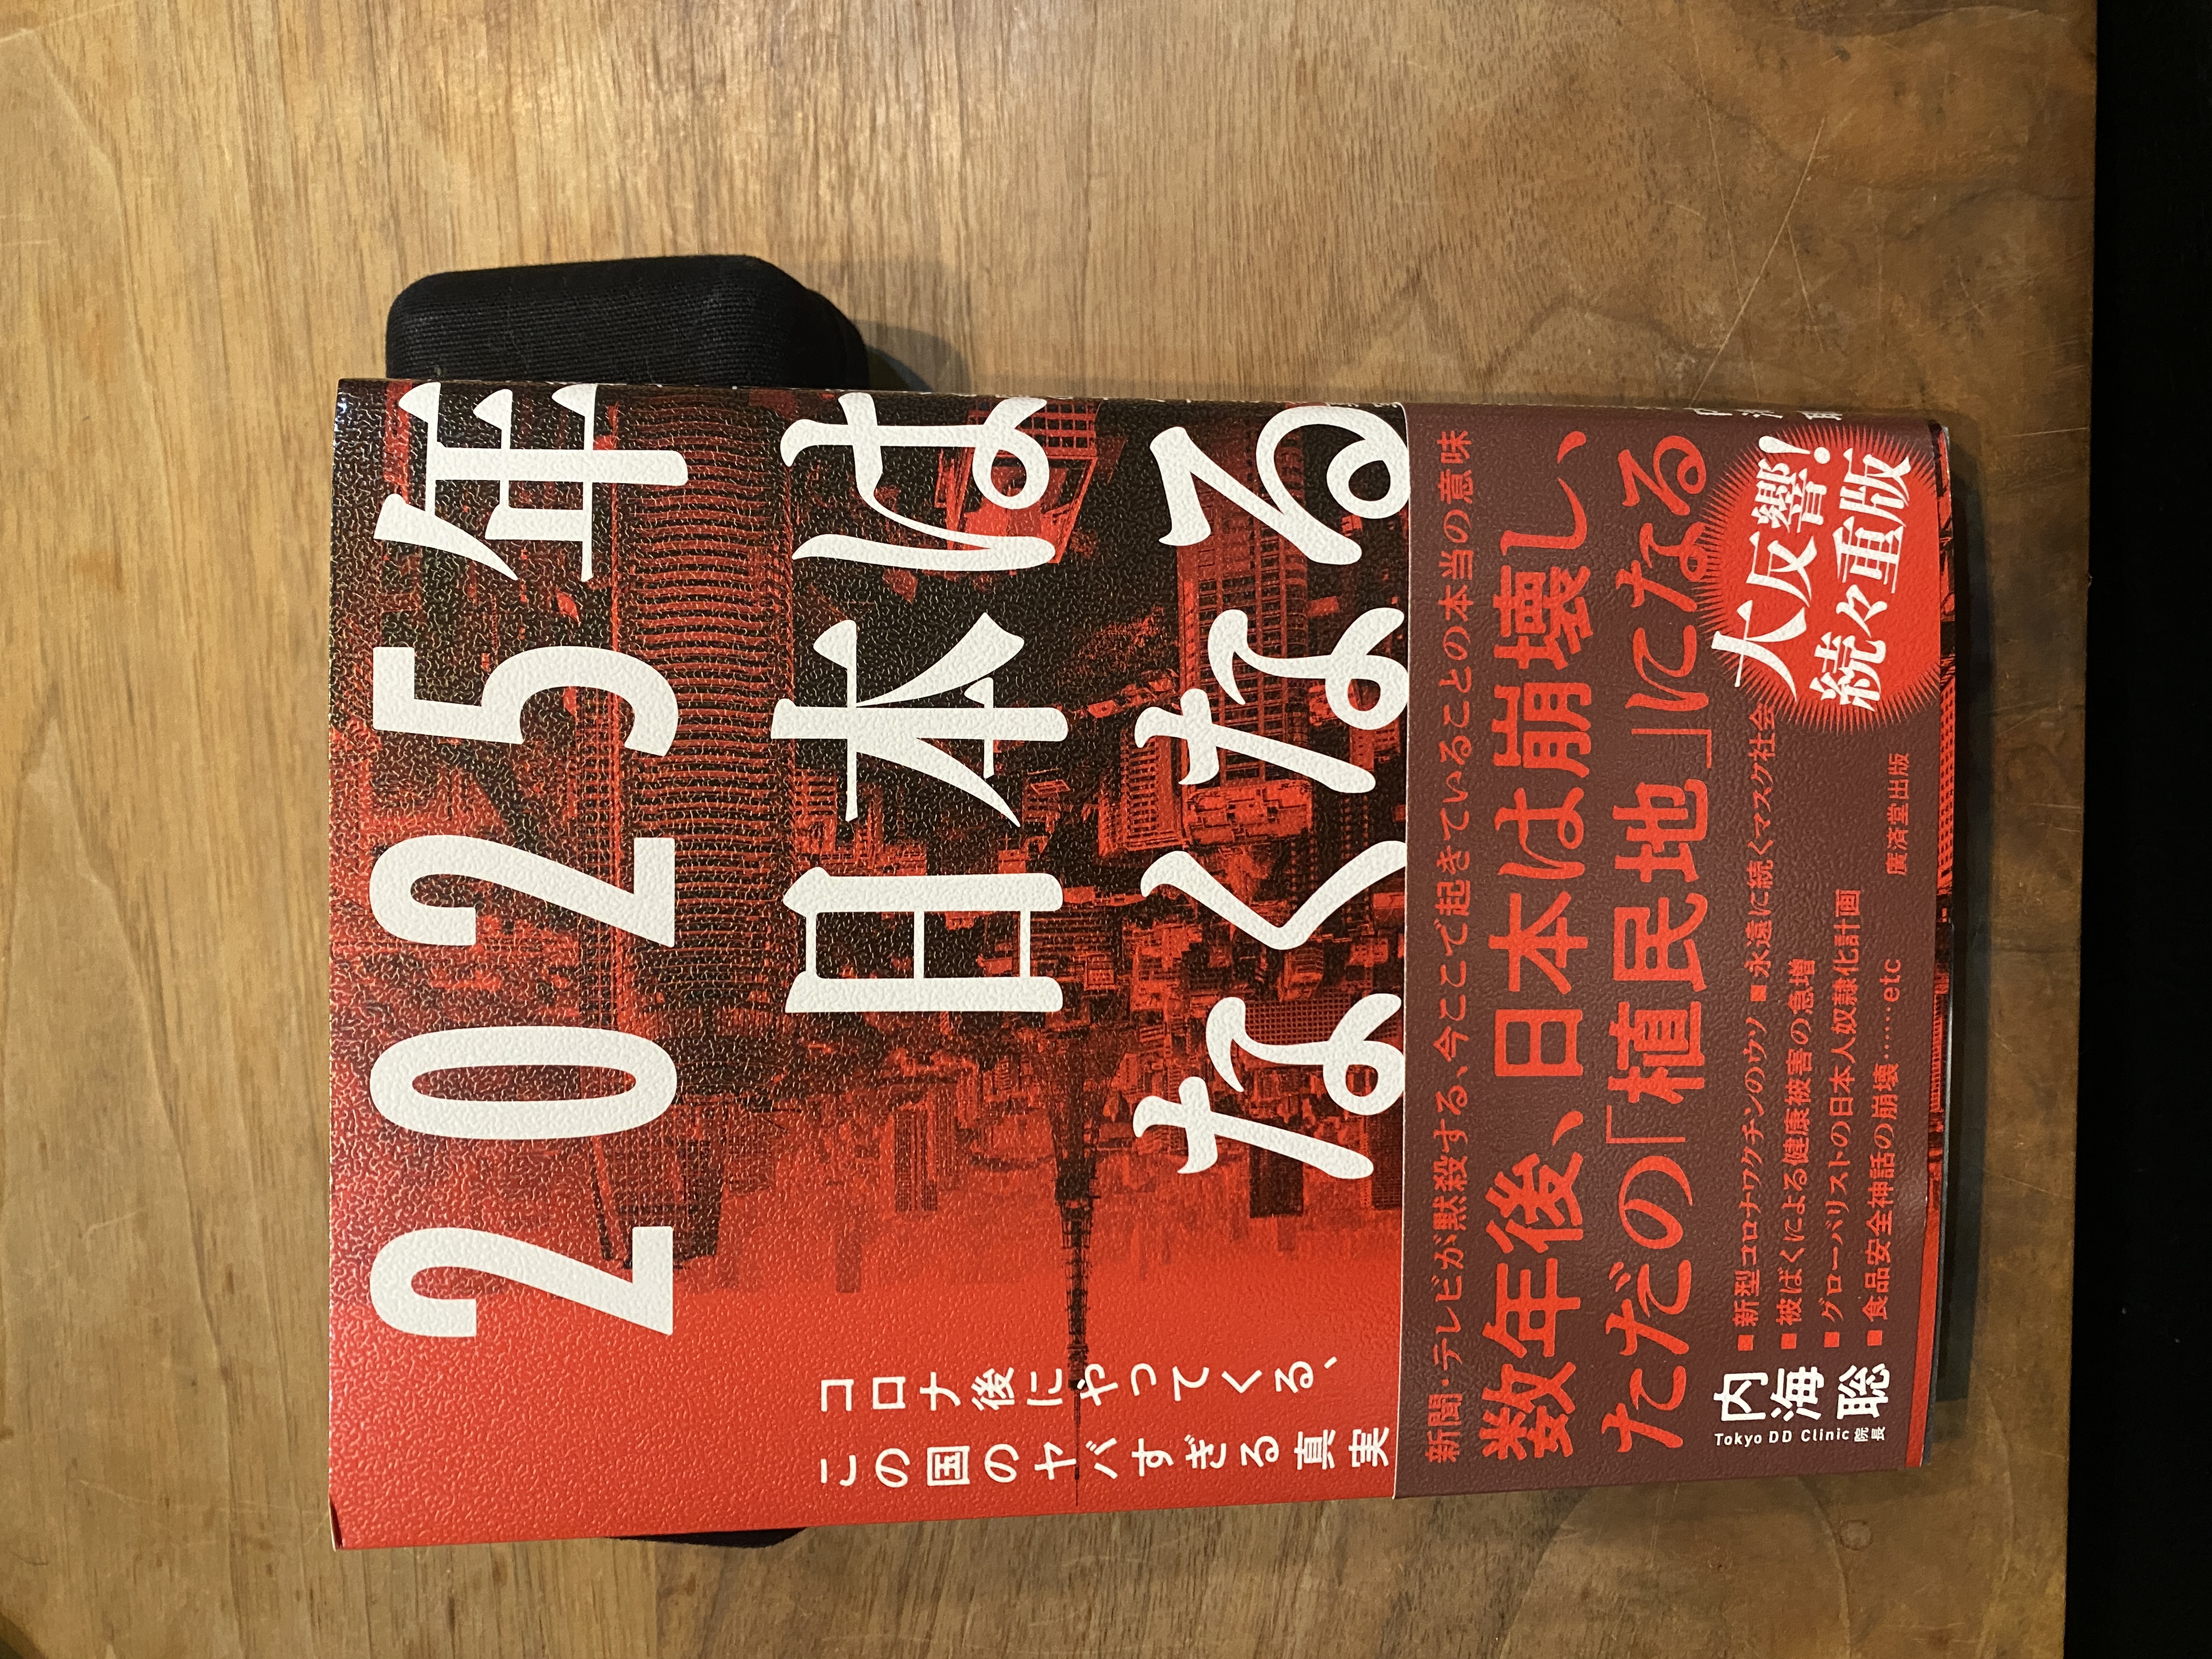 2025年
日本は
なくなる
コロナ後にやってくる、
この国のヤバすぎる真実
新聞・テレビが黙殺する、今ここで起きていることの本当の意味
数年後、日本は崩壊し、
ただの「植民地」になる
内海聡
Tokyo DD Clinic 院長
■新型コロナワクチンのウソ ■永遠に続くマスク社会
■被ばくによる健康被害の急増
■グローバリストの日本人奴隷化計画
■食品安全神話の崩壊……etc
廣済堂出版
大反響!
続々重版